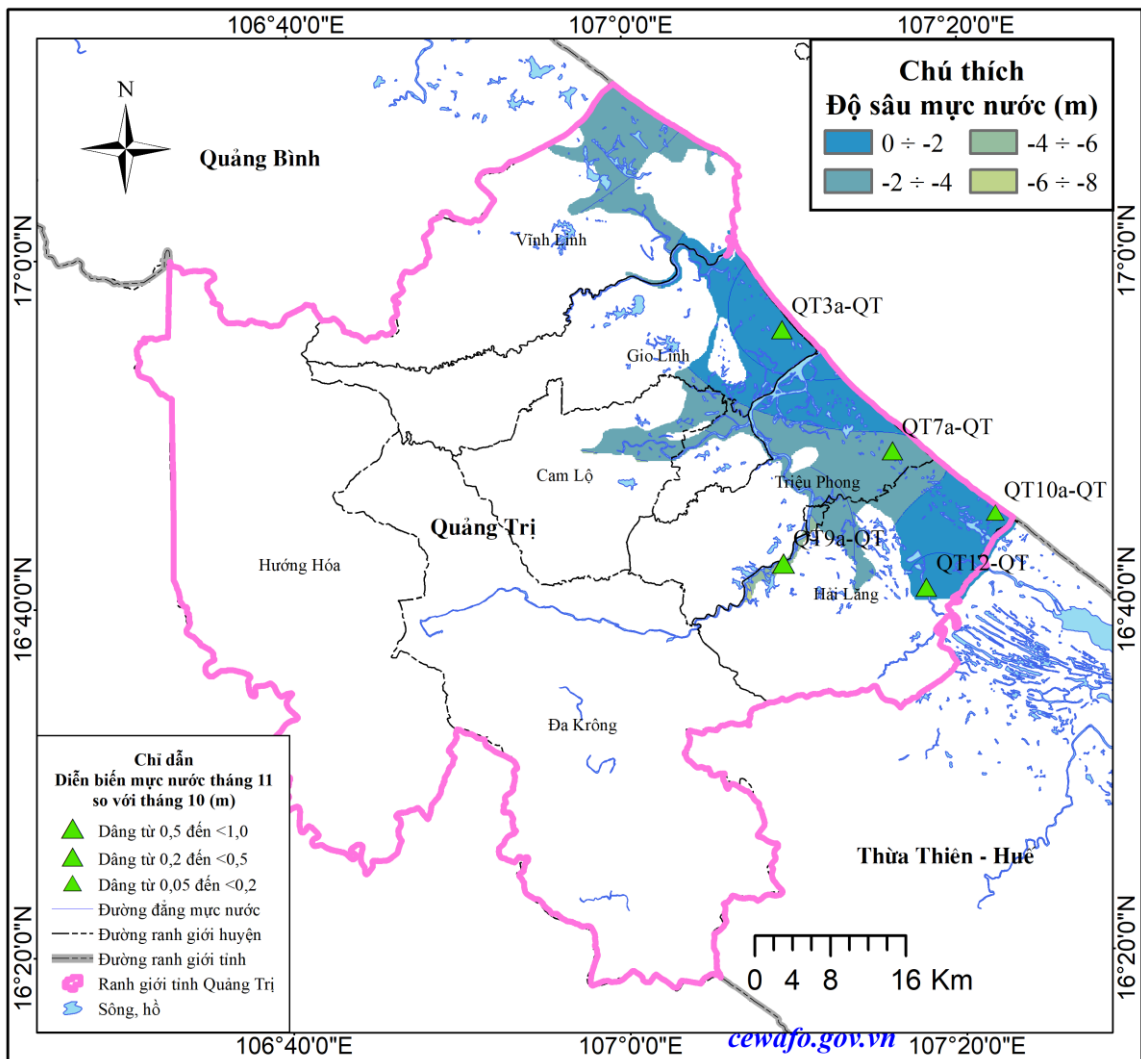 106°40'0"E
107°0'0"E
107°20'0"E
N
Quảng Bình
Chú thích
Độ sâu mực nước (m)
0 ÷ -2
-4 ÷ -6
-2 ÷ -4
-6 ÷ -8
17°0'0"N
17°0'0"N
Vĩnh Linh
QT3a-QT
Gio Linh
QT7a-QT
Cam Lộ
Triệu Phong
QT10a-QT
Quảng Trị
QT9a-QT
Hướng Hóa
QT12-QT
Hải Lăng
16°40'0"N
16°40'0"N
Đa Krông
Chỉ dẫn
Diễn biến mực nước tháng 11
so với tháng 10 (m)
Dâng từ 0,5 đến <1,0
Dâng từ 0,2 đến <0,5
Dâng từ 0,05 đến <0,2
Đường đẳng mực nước
Đường ranh giới huyện
Đường ranh giới tỉnh
Ranh giới tỉnh Quảng Trị
Sông, hồ
Thừa Thiên - Huế
16°20'0"N
16°20'0"N
0 4 8 16 Km
cewafo.gov.vn
106°40'0"E
107°0'0"E
107°20'0"E